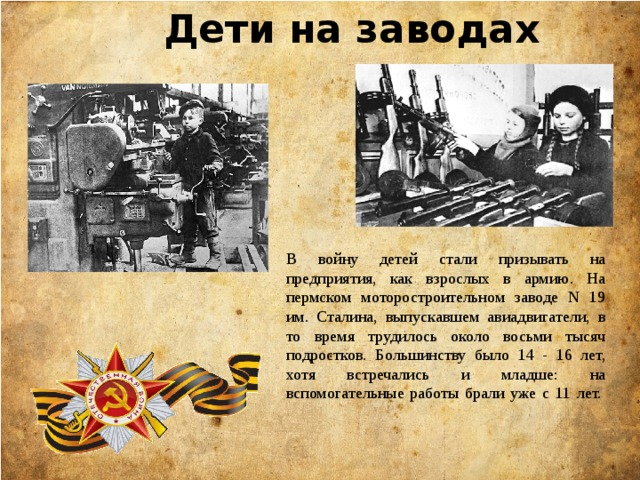 Дети на заводах
В войну детей стали призывать на
предприятия, как взрослых в армию. На
пермском моторостроительном заводе N 19
им. Сталина, выпускавшем авиадвигатели, в
то время трудилось около восьми тысяч
подростков. Большинству было 14 - 16 лет,
хотя встречались и младше: на
вспомогательные работы брали уже с 11 лет.
ОТЕЧЕСТВЕННАЯ ВОЙНА